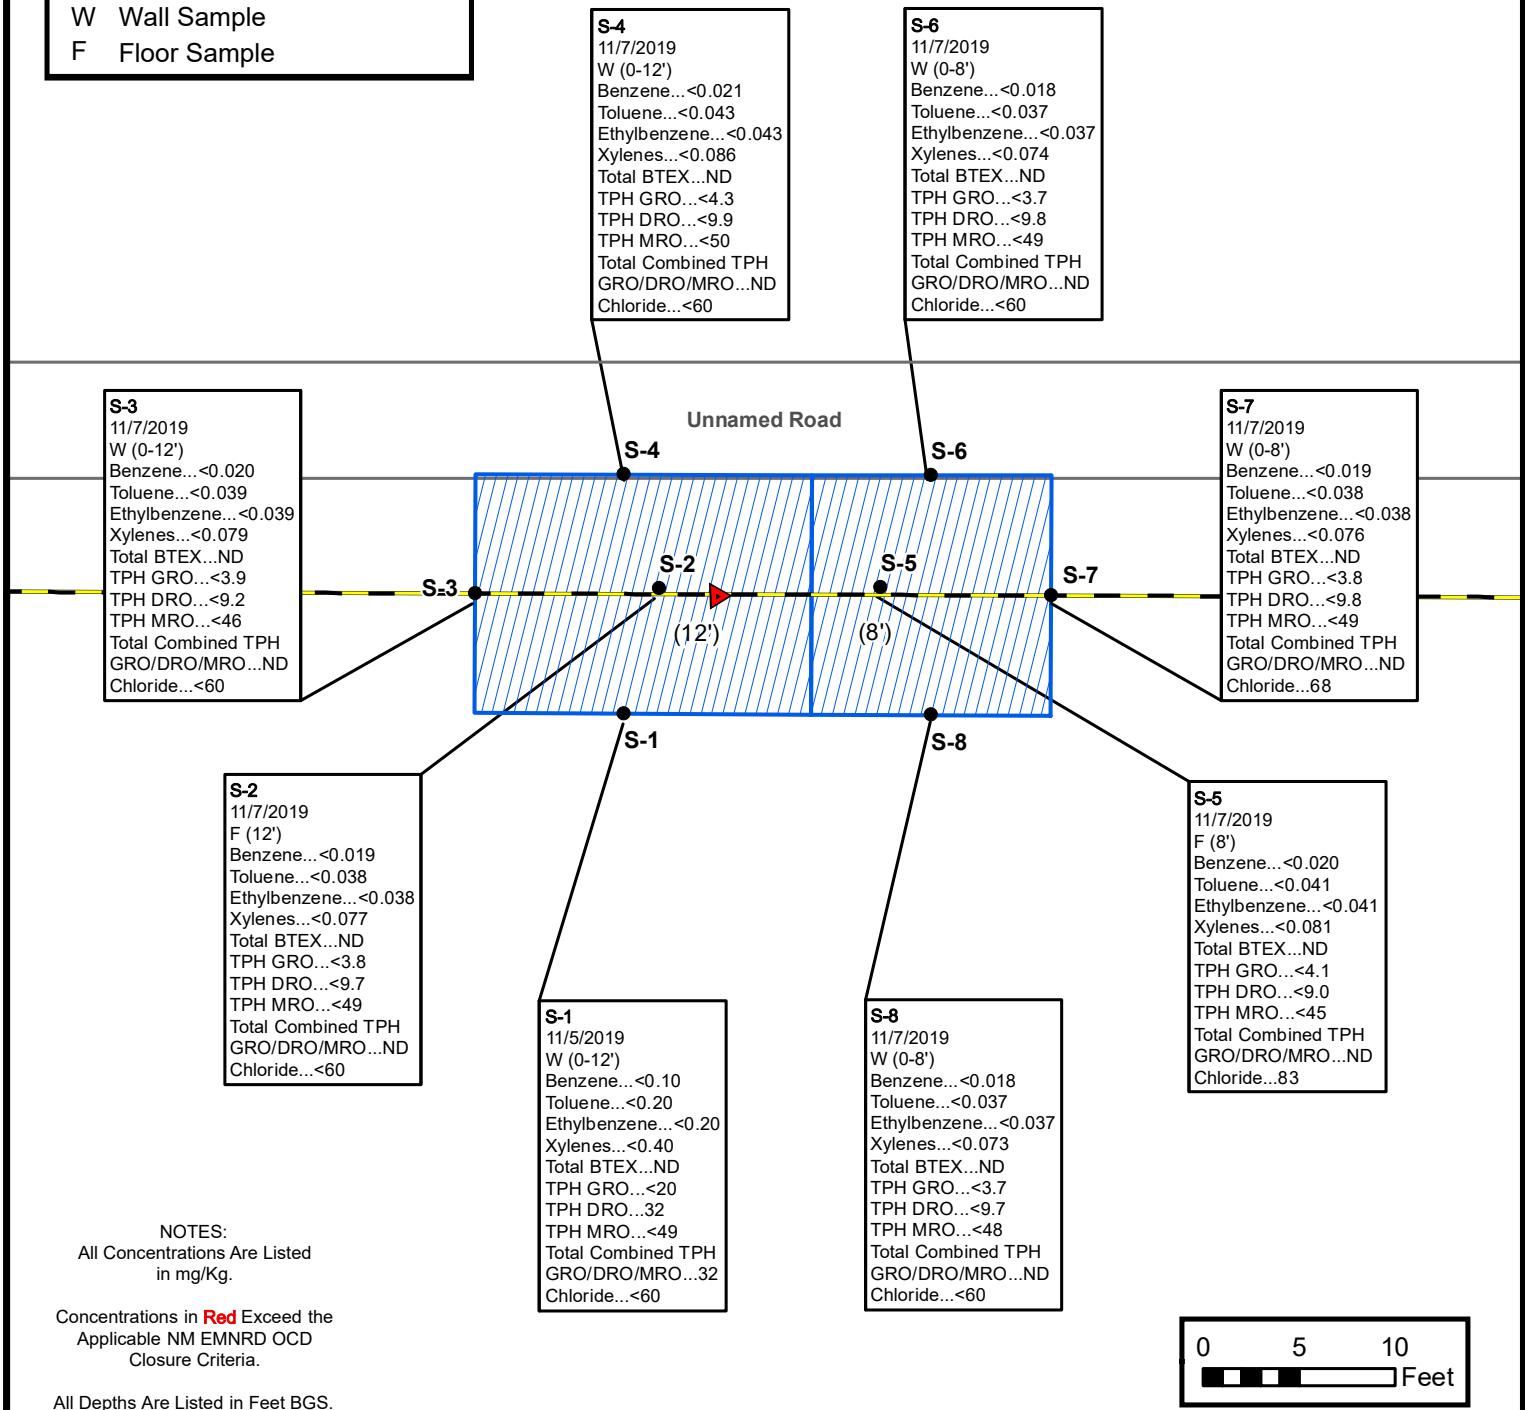 W Wall Sample
F Floor Sample
S-4
11/7/2019
W (0-12')
Benzene...<0.021
Toluene...<0.043
Ethylbenzene...<0.043
Xylenes...<0.086
Total BTEX...ND
TPH GRO...<4.3
TPH DRO...<9.9
TPH MRO...<50
Total Combined TPH
GRO/DRO/MRO...ND
Chloride...<60
S-6
11/7/2019
W (0-8')
Benzene...<0.018
Toluene...<0.037
Ethylbenzene...<0.037
Xylenes...<0.074
Total BTEX...ND
TPH GRO...<3.7
TPH DRO...<9.8
TPH MRO...<49
Total Combined TPH
GRO/DRO/MRO...ND
Chloride...<60
S-3
11/7/2019
W (0-12')
Benzene...<0.020
Toluene...<0.039
Ethylbenzene...<0.039
Xylenes...<0.079
Total BTEX...ND
TPH GRO...<3.9
TPH DRO...<9.2
TPH MRO...<46
Total Combined TPH
GRO/DRO/MRO...ND
Chloride...<60
Unnamed Road
S-4
S-6
S-3
S-2
S-5
S-7
(12')
(8')
S-1
S-8
S-7
11/7/2019
W (0-8')
Benzene...<0.019
Toluene...<0.038
Ethylbenzene...<0.038
Xylenes...<0.076
Total BTEX...ND
TPH GRO...<3.8
TPH DRO...<9.8
TPH MRO...<49
Total Combined TPH
GRO/DRO/MRO...ND
Chloride...68
S-2
11/7/2019
F (12')
Benzene...<0.019
Toluene...<0.038
Ethylbenzene...<0.038
Xylenes...<0.077
Total BTEX...ND
TPH GRO...<3.8
TPH DRO...<9.7
TPH MRO...<49
Total Combined TPH
GRO/DRO/MRO...ND
Chloride...<60
S-1
11/5/2019
W (0-12')
Benzene...<0.10
Toluene...<0.20
Ethylbenzene...<0.20
Xylenes...<0.40
Total BTEX...ND
TPH GRO...<20
TPH DRO...32
TPH MRO...<49
Total Combined TPH
GRO/DRO/MRO...32
Chloride...<60
S-8
11/7/2019
W (0-8')
Benzene...<0.018
Toluene...<0.037
Ethylbenzene...<0.037
Xylenes...<0.073
Total BTEX...ND
TPH GRO...<3.7
TPH DRO...<9.7
TPH MRO...<48
Total Combined TPH
GRO/DRO/MRO...ND
Chloride...<60
S-5
11/7/2019
F (8')
Benzene...<0.020
Toluene...<0.041
Ethylbenzene...<0.041
Xylenes...<0.081
Total BTEX...ND
TPH GRO...<4.1
TPH DRO...<9.0
TPH MRO...<45
Total Combined TPH
GRO/DRO/MRO...ND
Chloride...83
NOTES:
All Concentrations Are Listed
in mg/Kg.
Concentrations in Red Exceed the
Applicable NM EMNRD OCD
Closure Criteria.
All Depths Are Listed in Feet BGS.
0 5 10
Feet